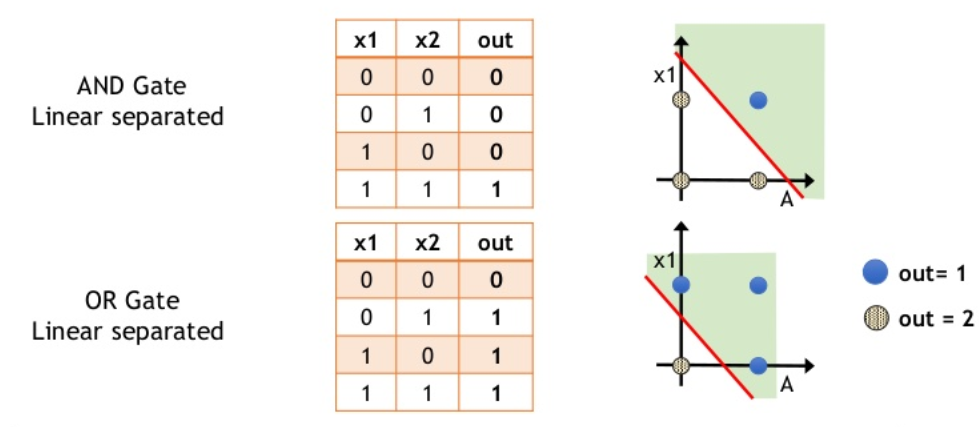 AND Gate
Linear separated
x1 x2 out
0 0 0
0 1 0
1 0 0
1 1 1
x1
A
OR Gate
Linear separated
x1 x2 out
0 0 0
0 1 1
1 0 1
1 1 1
x1
A
out= 1
out = 2